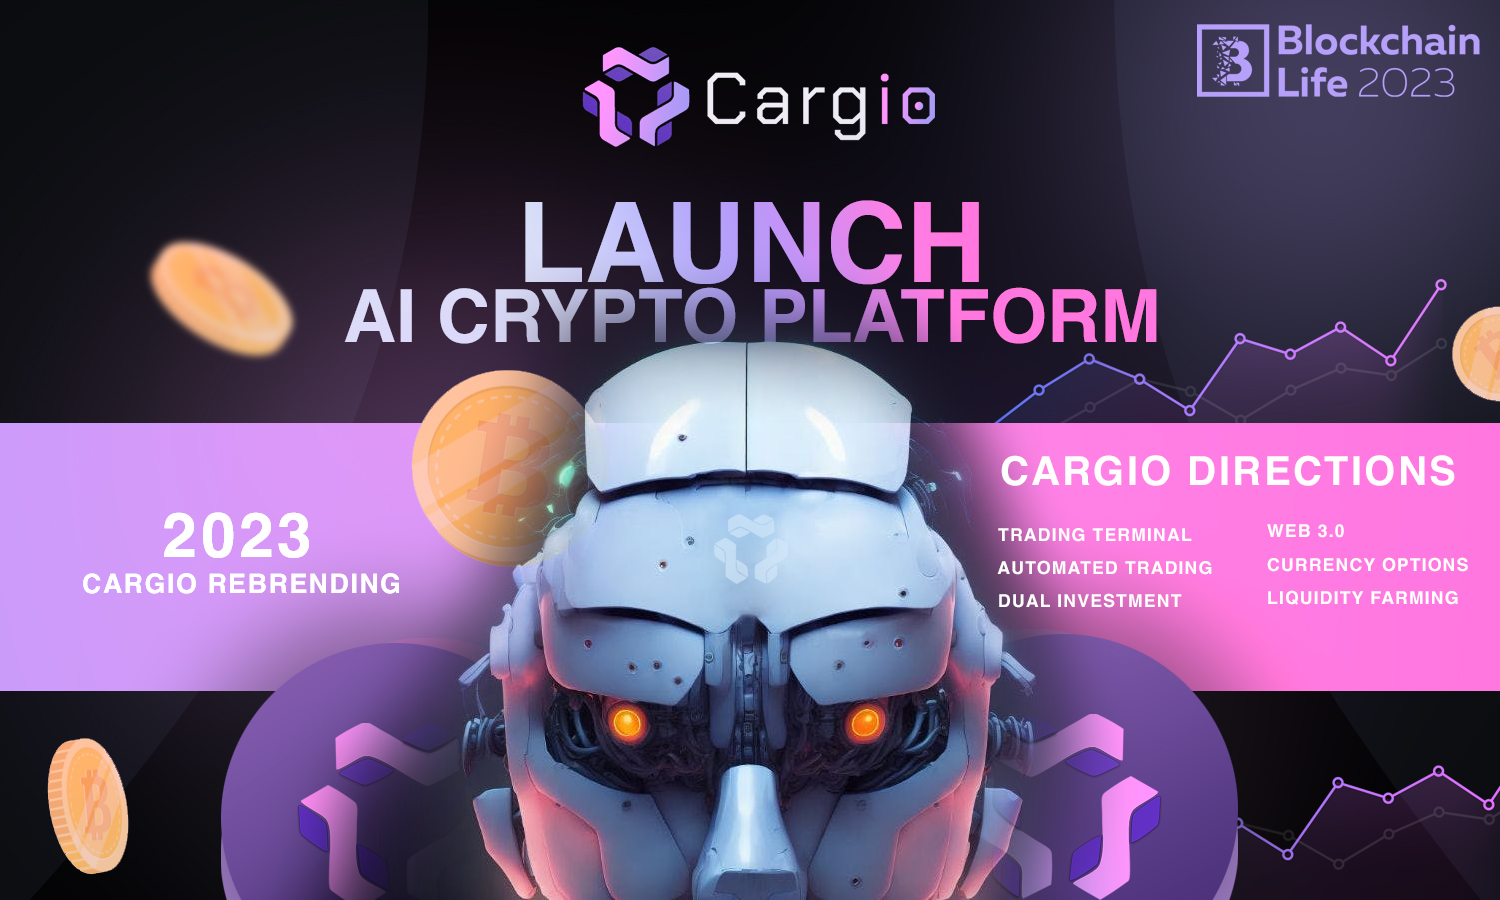 Cargio
Blockchain
Life 2023
LAUNCH
AI CRYPTO PLATFORM
2023
CARGIO REBRENDING
CARGIO DIRECTIONS
TRADING TERMINAL
AUTOMATED TRADING
DUAL INVESTMENT
WEB 3.0
CURRENCY OPTIONS
LIQUIDITY FARMING